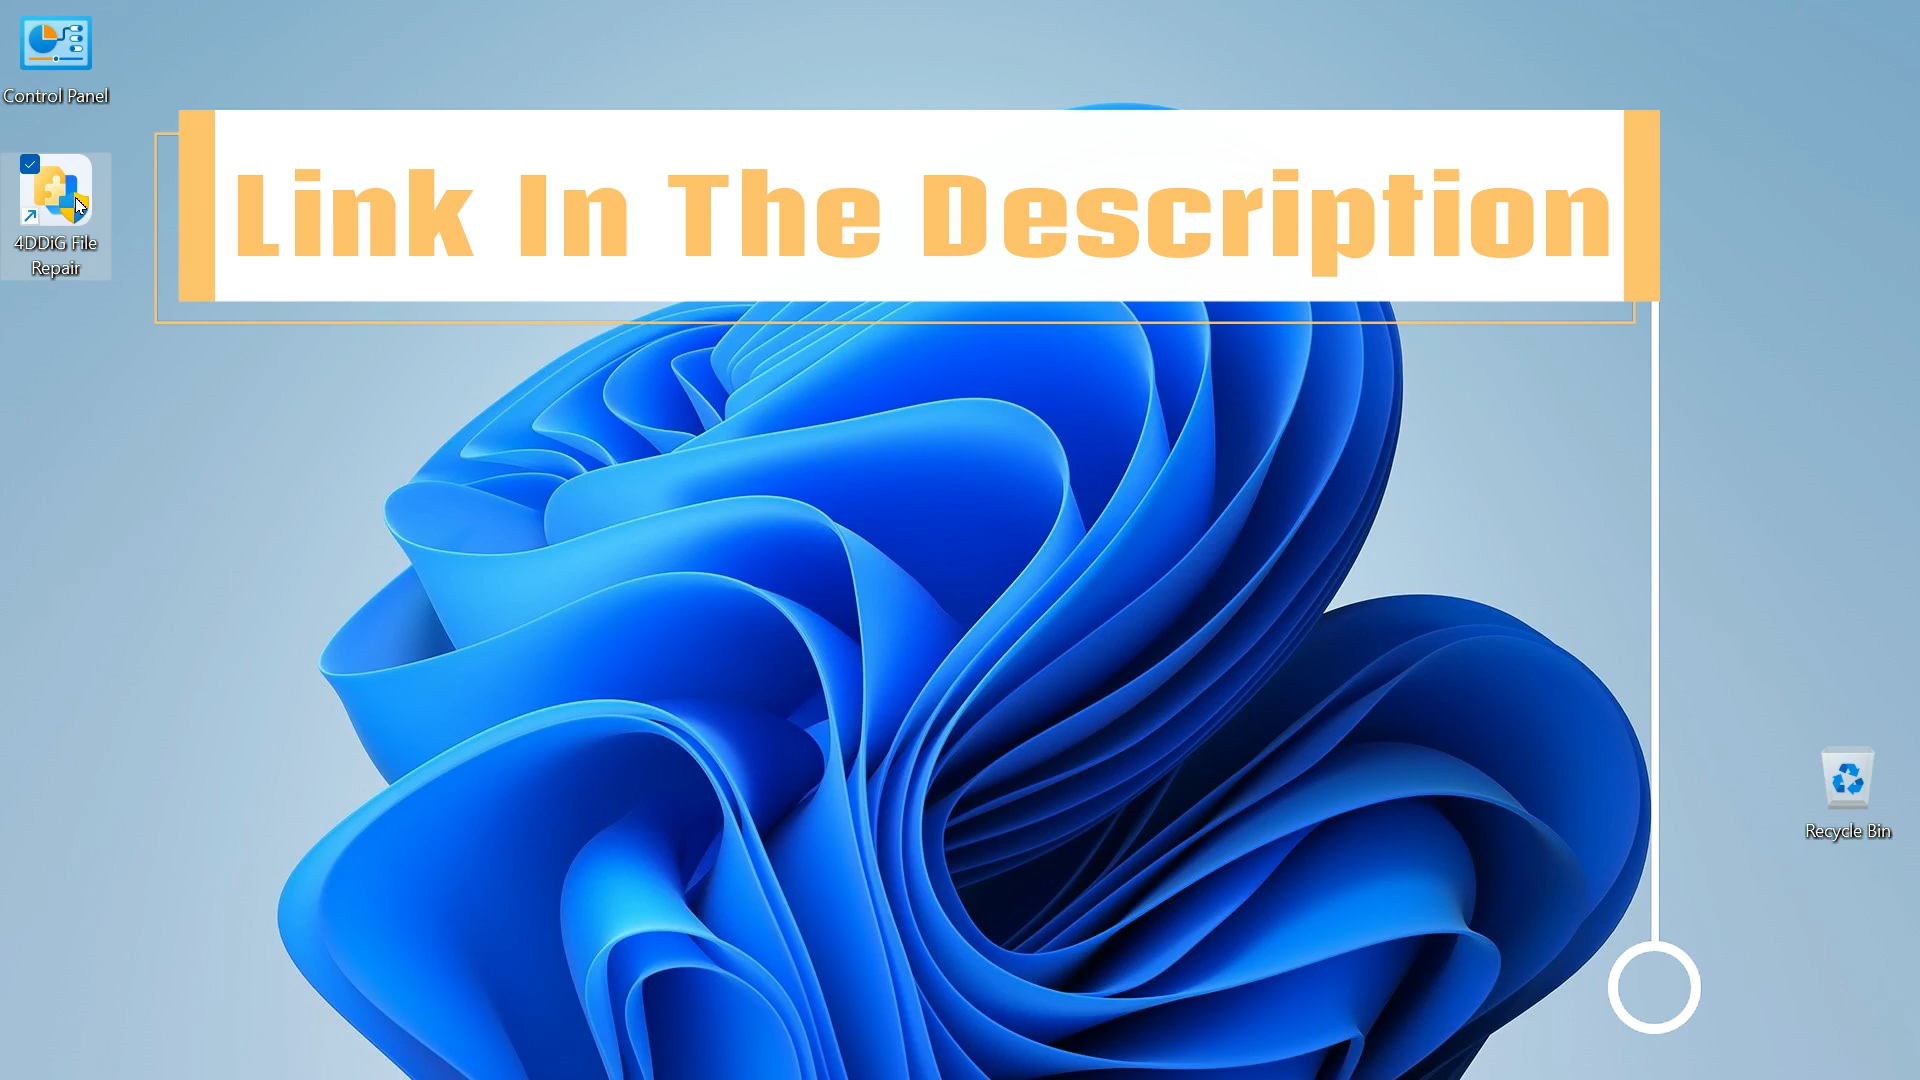 Control Panel
Link In The Description
4DDiG File
Repair
Recycle Bin